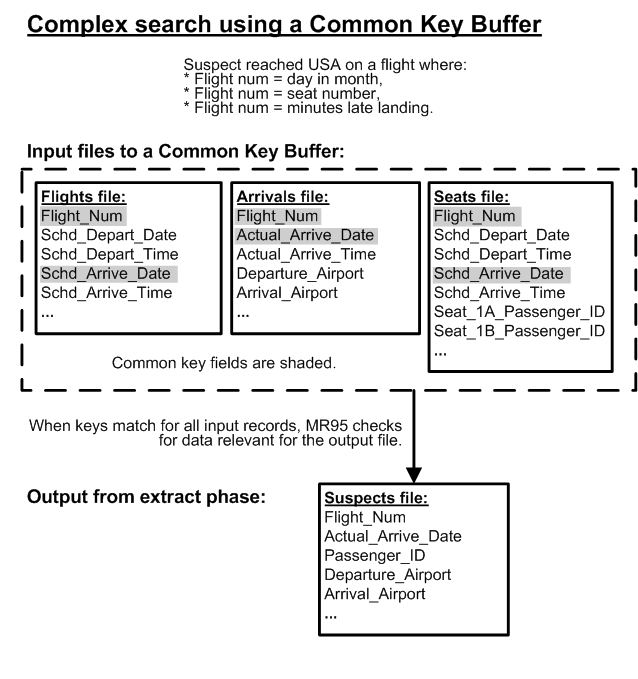 Complex search using a Common Key Buffer
Suspect reached USA on a flight where:
* Flight num = day in month,
* Flight num = seat number,
* Flight num = minutes late landing.
Input files to a Common Key Buffer:
Flights file:
Flight_Num
Schd_Depart_Date
Schd_Depart_Time
Schd_Arrive_Date
Schd_Arrive_Time
...
Arrivals file:
Flight_Num
Actual_Arrive_Date
Actual_Arrive_Time
Departure_Airport
Arrival_Airport
...
Seats file:
Flight_Num
Schd_Depart_Date
Schd_Depart_Time
Schd_Arrive_Date
Schd_Arrive_Time
Seat_1A_Passenger_ID
Seat_1B_Passenger_ID
...
Common key fields are shaded.
When keys match for all input records, MR95 checks
for data relevant for the output file.
Output from extract phase:
Suspects file:
Flight_Num
Actual_Arrive_Date
Passenger_ID
Departure_Airport
Arrival_Airport
...